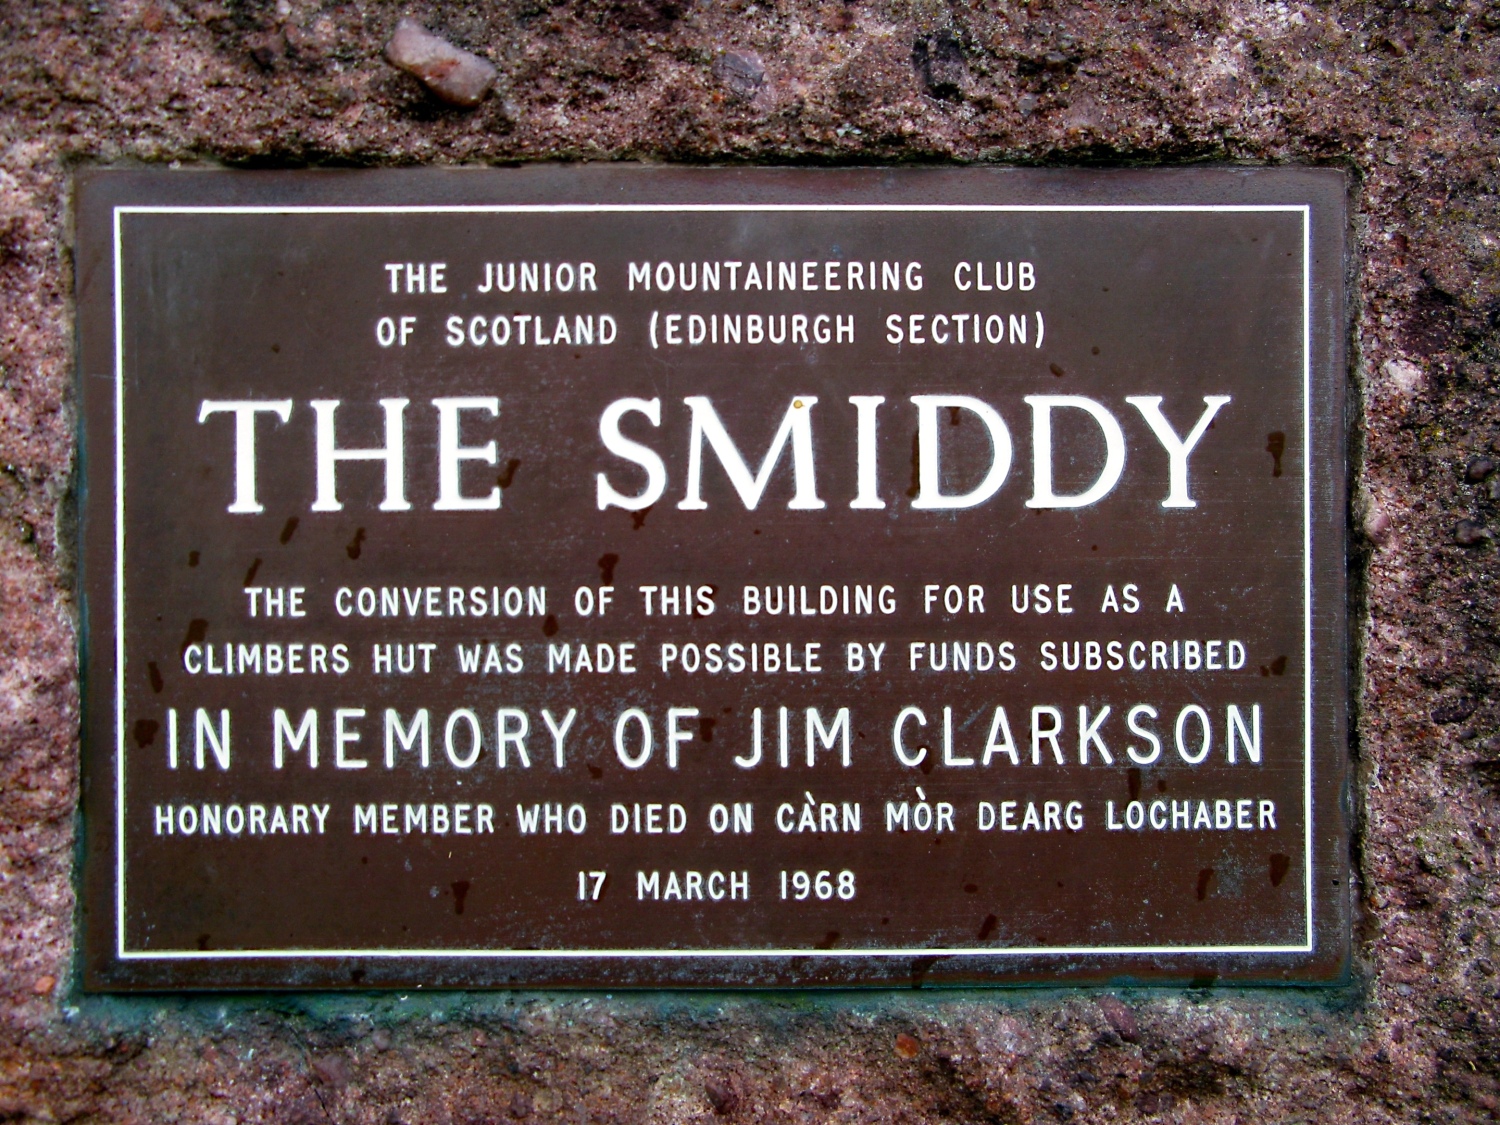 THE JUNIOR MOUNTAINEERING CLUB
OF SCOTLAND (EDINBURGH SECTION)
THE SMIDDY
THE CONVERSION OF THIS BUILDING FOR USE AS A
CLIMBERS HUT WAS MADE POSSIBLE BY FUNDS SUBSCRIBED
IN MEMORY OF JIM CLARKSON
HONORARY MEMBER WHO DIED ON CÀRN MÒR DEARG LOCHABER
17 MARCH 1968